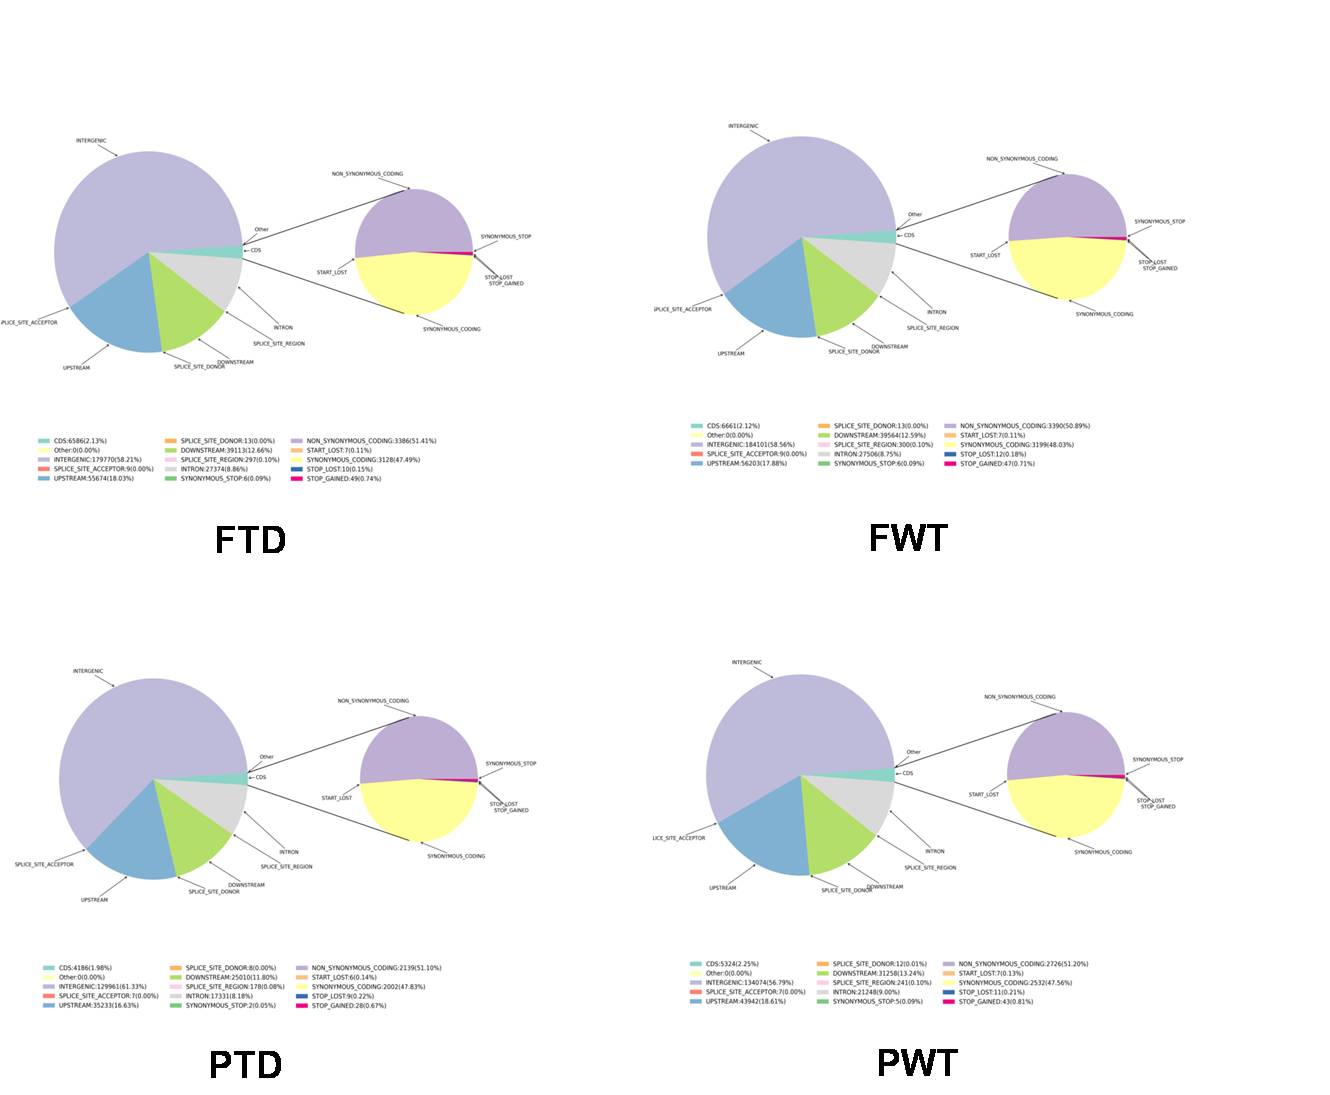 INTERGENIC
NON_SYNONYMOUS_CODING
Other
CDS
SYNONYMOUS_STOP
START_LOST
STOP_LOST
STOP_GAINED
PLICE_SITE_ACCEPTOR
INTRON
SYNONYMOUS_CODING
SPLICE_SITE_REGION
UPSTREAM
SPLICE_SITE_DONOR
DOWNSTREAM
CDS:6586(2.13%)
Other:0(0.00%)
INTERGENIC:179770(58.21%)
SPLICE_SITE_ACCEPTOR:9(0.00%)
UPSTREAM:55674(18.03%)
SPLICE_SITE_DONOR:13(0.00%)
DOWNSTREAM:39113(12.66%)
SPLICE_SITE_REGION:297(0.10%)
INTRON:27374(8.86%)
SYNONYMOUS_STOP:6(0.09%)
NON_SYNONYMOUS_CODING:3386(51.41%)
START_LOST:7(0.11%)
SYNONYMOUS_CODING:3128(47.49%)
STOP_LOST:10(0.15%)
STOP_GAINED:49(0.74%)
FTD
INTERGENIC
NON_SYNONYMOUS_CODING
Other
CDS
SYNONYMOUS_STOP
START_LOST
STOP_LOST
STOP_GAINED
SPLICE_SITE_ACCEPTOR
INTRON
SYNONYMOUS_CODING
SPLICE_SITE_REGION
UPSTREAM
SPLICE_SITE_DONOR
DOWNSTREAM
CDS:6661(2.12%)
Other:0(0.00%)
INTERGENIC:184101(58.56%)
SPLICE_SITE_ACCEPTOR:9(0.00%)
UPSTREAM:56203(17.88%)
SPLICE_SITE_DONOR:13(0.00%)
DOWNSTREAM:39564(12.59%)
SPLICE_SITE_REGION:300(0.10%)
INTRON:27506(8.75%)
SYNONYMOUS_STOP:6(0.09%)
NON_SYNONYMOUS_CODING:3390(50.89%)
START_LOST:7(0.11%)
SYNONYMOUS_CODING:3199(48.03%)
STOP_LOST:12(0.18%)
STOP_GAINED:47(0.71%)
FWT
INTERGENIC
NON_SYNONYMOUS_CODING
Other
CDS
SYNONYMOUS_STOP
START_LOST
STOP_LOST
STOP_GAINED
SPLICE_SITE_ACCEPTOR
INTRON
SYNONYMOUS_CODING
SPLICE_SITE_REGION
UPSTREAM
SPLICE_SITE_DONOR
DOWNSTREAM
CDS:4186(1.98%)
Other:0(0.00%)
INTERGENIC:129961(61.33%)
SPLICE_SITE_ACCEPTOR:7(0.00%)
UPSTREAM:35233(16.63%)
SPLICE_SITE_DONOR:8(0.00%)
DOWNSTREAM:25010(11.80%)
SPLICE_SITE_REGION:178(0.08%)
INTRON:17331(8.18%)
SYNONYMOUS_STOP:2(0.05%)
NON_SYNONYMOUS_CODING:2139(51.10%)
START_LOST:6(0.14%)
SYNONYMOUS_CODING:2002(47.83%)
STOP_LOST:9(0.22%)
STOP_GAINED:28(0.67%)
PTD
INTERGENIC
NON_SYNONYMOUS_CODING
Other
CDS
SYNONYMOUS_STOP
START_LOST
STOP_LOST
STOP_GAINED
LICE_SITE_ACCEPTOR
INTRON
SYNONYMOUS_CODING
SPLICE_SITE_REGION
UPSTREAM
SPLICE_SITE_DONOR
DOWNSTREAM
CDS:5324(2.25%)
Other:0(0.00%)
INTERGENIC:134074(56.79%)
SPLICE_SITE_ACCEPTOR:7(0.00%)
UPSTREAM:43942(18.61%)
SPLICE_SITE_DONOR:12(0.01%)
DOWNSTREAM:31258(13.24%)
SPLICE_SITE_REGION:241(0.10%)
INTRON:21248(9.00%)
SYNONYMOUS_STOP:5(0.09%)
NON_SYNONYMOUS_CODING:2726(51.20%)
START_LOST:7(0.13%)
SYNONYMOUS_CODING:2532(47.56%)
STOP_LOST:11(0.21%)
STOP_GAINED:43(0.81%)
PWT